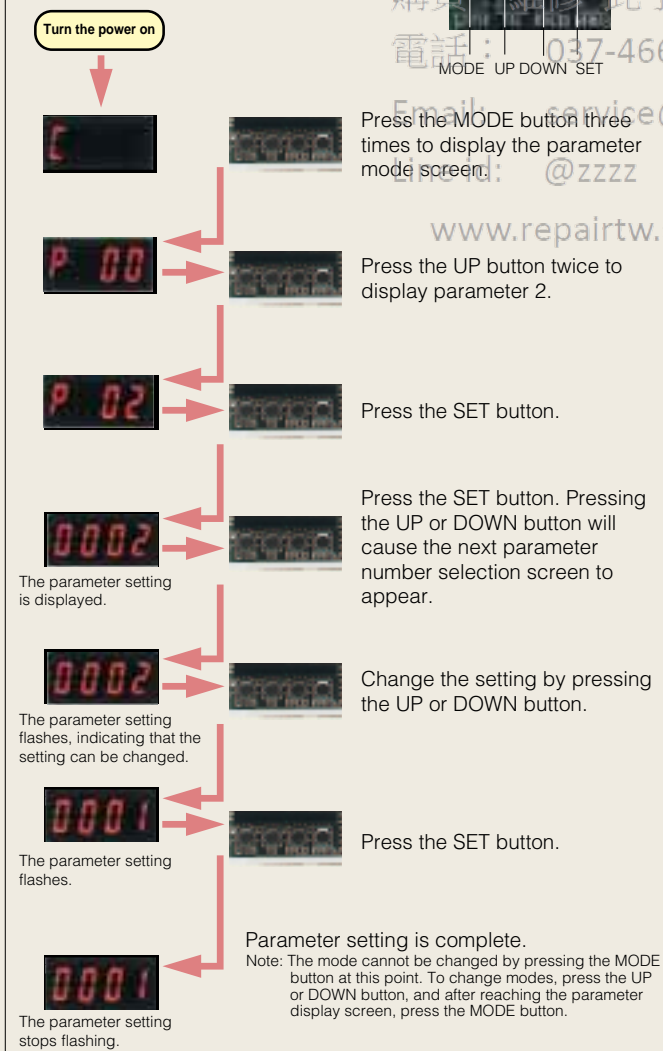 Turn the power on
電話： 037-466
MODE UP DOWN SET
C
Press the MODE button three
times to display the parameter
mode screen.
Email: service@
Line id: @zzzz
www.repairtw.
P 00
Press the UP button twice to
display parameter 2.
P 02
Press the SET button.
0002
The parameter setting
is displayed.
Press the SET button. Pressing
the UP or DOWN button will
cause the next parameter
number selection screen to
appear.
0002
The parameter setting
flashes, indicating that the
setting can be changed.
Change the setting by pressing
the UP or DOWN button.
0001
The parameter setting
flashes.
Press the SET button.
0001
The parameter setting
stops flashing.
Parameter setting is complete.
Note: The mode cannot be changed by pressing the MODE
button at this point. To change modes, press the UP
or DOWN button, and after reaching the parameter
display screen, press the MODE button.